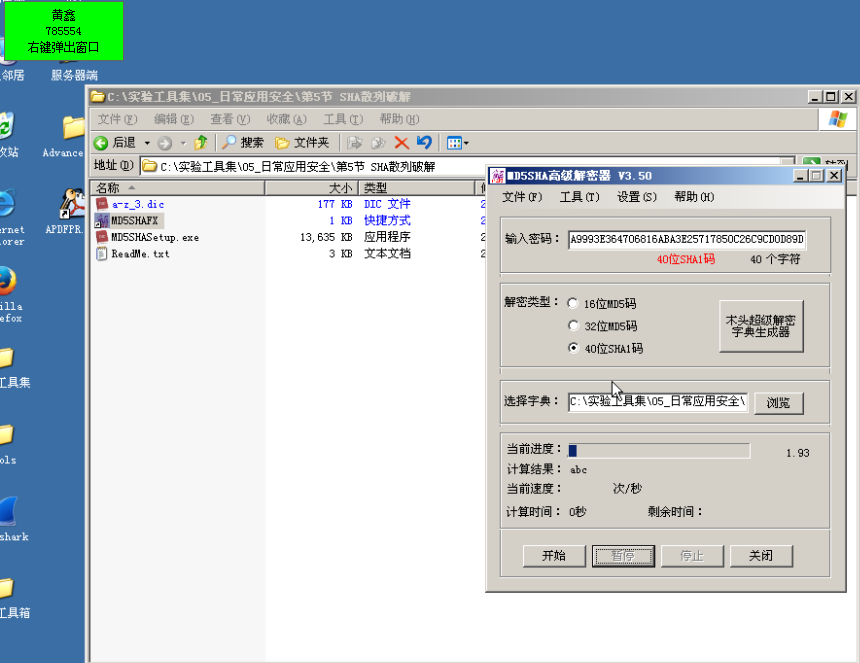 黄鑫
785554
右键弹出窗口
邻居
服务器端
C:\实验工具集\05_日常应用安全\第5节 SHA散列破解
文件(F) 编辑(E) 查看(V) 收藏(A) 工具(T) 帮助(H)
后退 搜索 文件夹
地址(D) C:\实验工具集\05_日常应用安全\第5节 SHA散列破解 转到
名称 大小 类型
a-z_3.dic 177 KB DIC 文件
MD5SHAFX 1 KB 快捷方式
MD5SHASetup.exe 13,635 KB 应用程序
ReadMe.txt 3 KB 文本文档
收站
Advance
ernet
orer
APDFPR
illa
efox
工具集
ols
shark
工具箱
MD5SHA高级解密器 V3.50
文件(F) 工具(T) 设置(S) 帮助(H)
输入密码： A9993E364706816ABA3E25717850C26C9CD0D89D
40位SHA1码 40 个字符
解密类型： 16位MD5码
32位MD5码
40位SHA1码
木头超级解密
字典生成器
选择字典： C:\实验工具集\05_日常应用安全\ 浏览
当前进度： 1.93
计算结果： abc
当前速度： 次/秒
计算时间： 0秒 剩余时间：
开始 暂停 停止 关闭